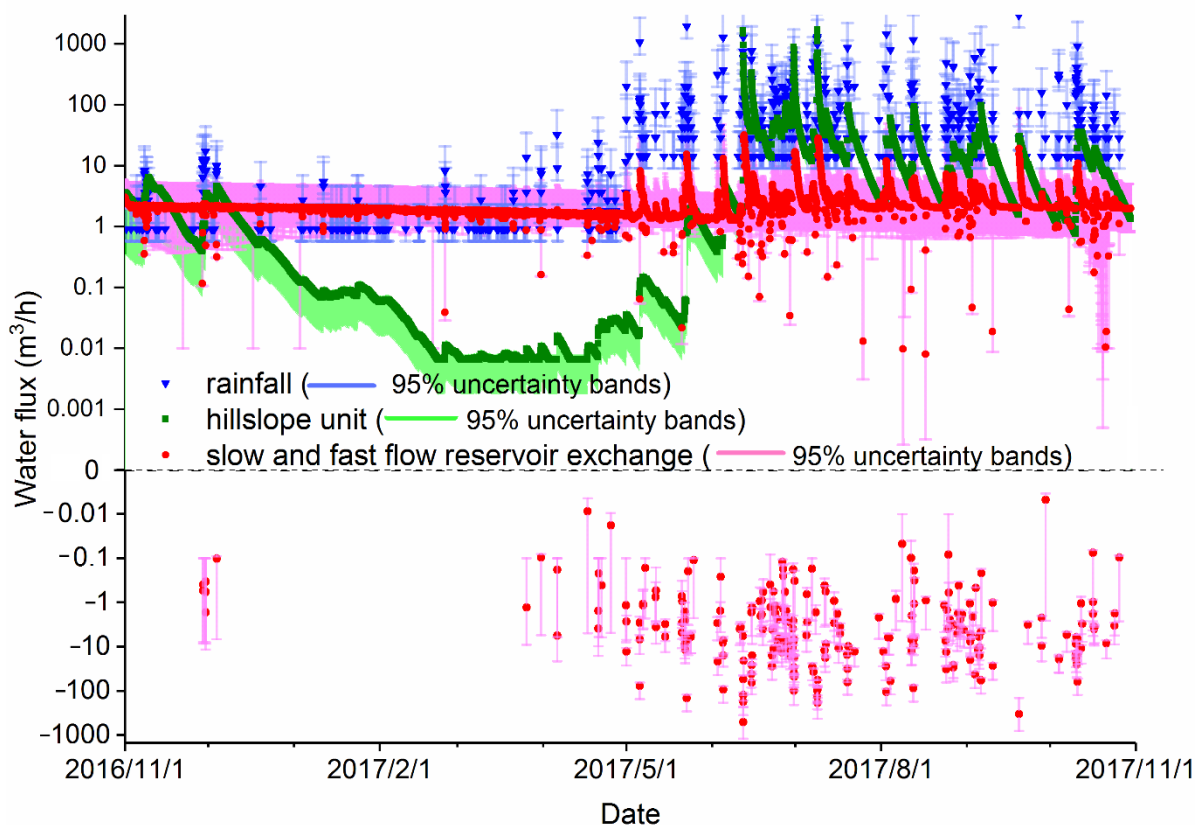 1000
100
10
1
0.1
0.01
0.001
0
−0.01
−0.1
−1
−10
−100
−1000
Water flux (m³/h)
rainfall ( 95% uncertainty bands)
hillslope unit ( 95% uncertainty bands)
slow and fast flow reservoir exchange ( 95% uncertainty bands)
2016/11/1 2017/2/1 2017/5/1 2017/8/1 2017/11/1
Date